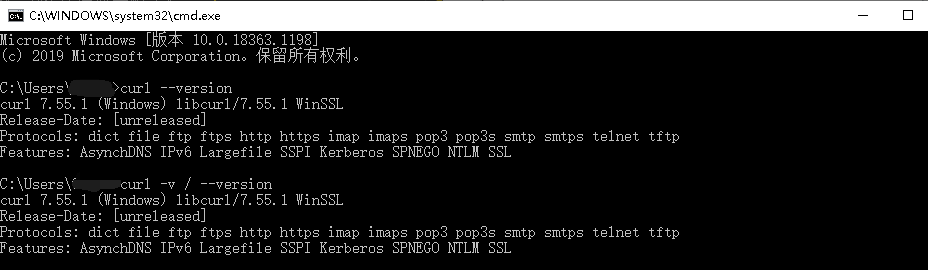 C:\WINDOWS\system32\cmd.exe
Microsoft Windows [版本 10.0.18363.1198]
(c) 2019 Microsoft Corporation。保留所有权利。
C:\Users\ >curl --version
curl 7.55.1 (Windows) libcurl/7.55.1 WinSSL
Release-Date: [unreleased]
Protocols: dict file ftp ftps http https imap imaps pop3 pop3s smtp smtps telnet tftp
Features: AsynchDNS IPv6 Largefile SSPI Kerberos SPNEGO NTLM SSL
C:\Users\ curl -v / --version
curl 7.55.1 (Windows) libcurl/7.55.1 WinSSL
Release-Date: [unreleased]
Protocols: dict file ftp ftps http https imap imaps pop3 pop3s smtp smtps telnet tftp
Features: AsynchDNS IPv6 Largefile SSPI Kerberos SPNEGO NTLM SSL